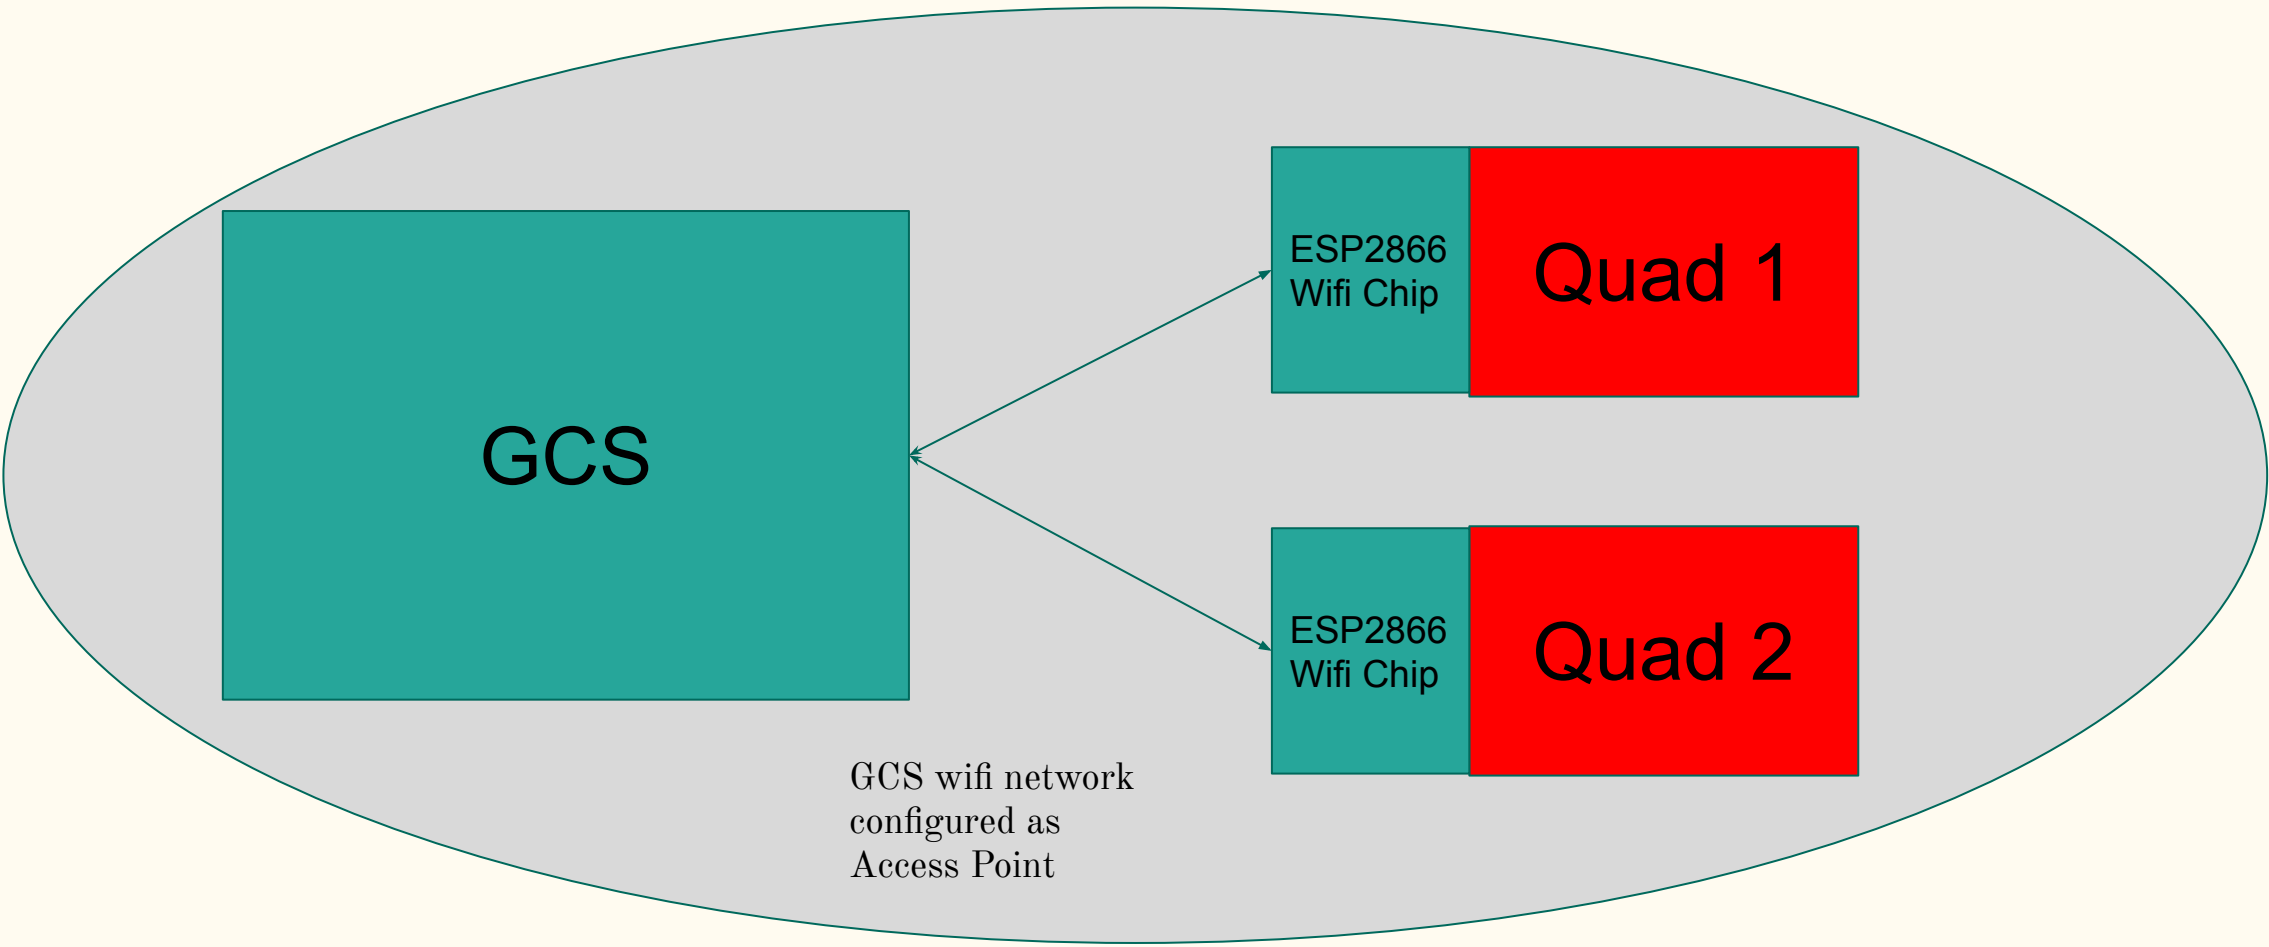 GCS
ESP2866
Wifi Chip
Quad 1
ESP2866
Wifi Chip
Quad 2
GCS wifi network
configured as
Access Point